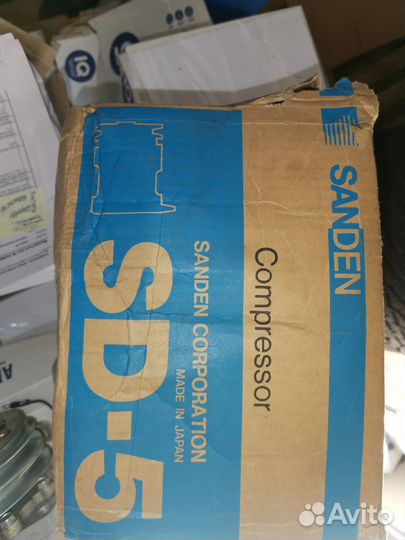 SANDEN
Compressor
SANDEN CORPORATION
MADE IN JAPAN
SD-5
Avito